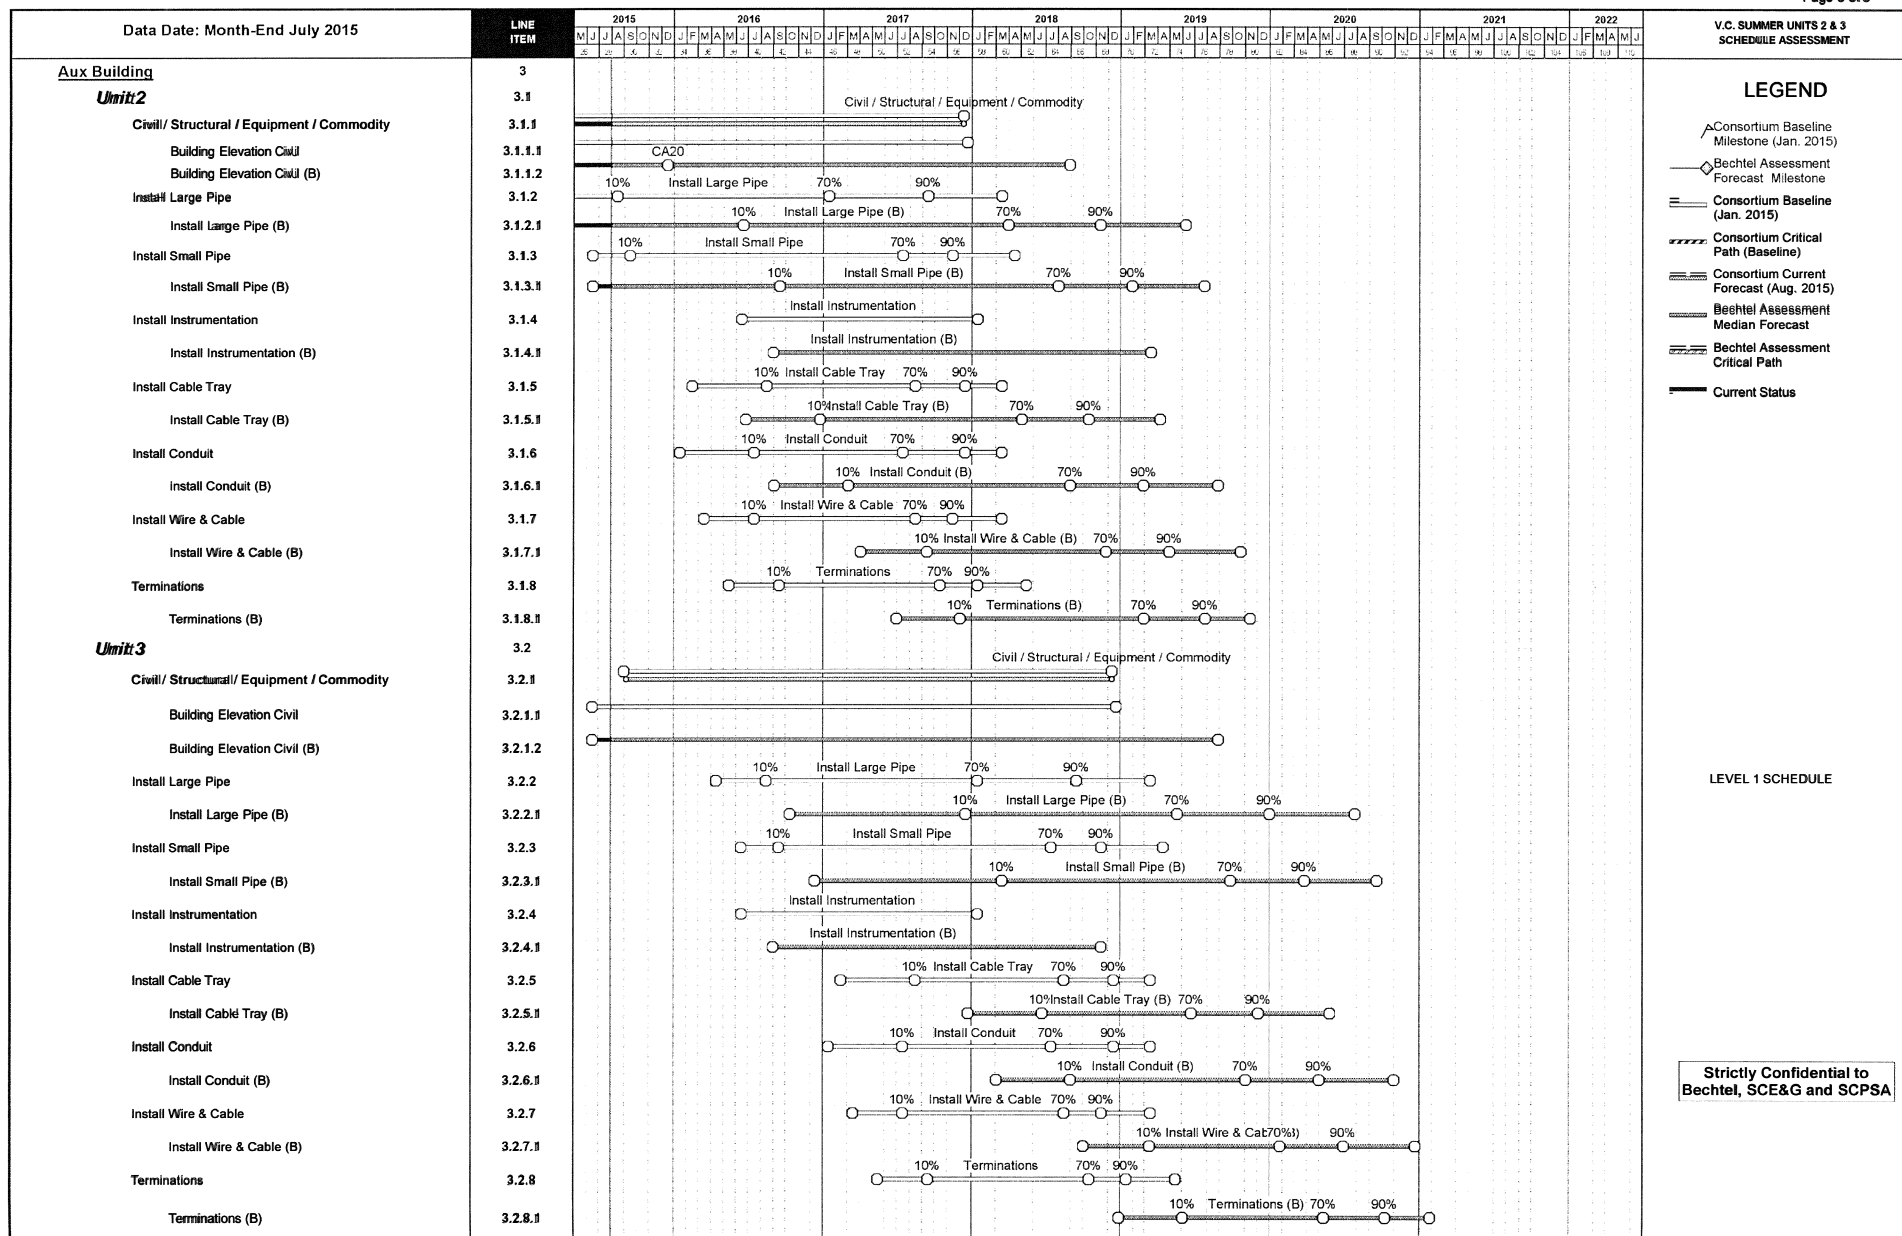 Data Date: Month-End July 2015
LINE ITEM
2015 2016 2017 2018 2019 2020 2021 2022
M J J A S O N D J F M A M J J A S O N D J F M A M J J A S O N D J F M A M J J A S O N D J F M A M J J A S O N D J F M A M J J A S O N D J F M A M J J A S O N D J F M A M J
V.C. SUMMER UNITS 2 & 3
SCHEDULE ASSESSMENT
Aux Building 3
Unit 2 3.1
Civil / Structural / Equipment / Commodity 3.1.1 Civil / Structural / Equipment / Commodity
Building Elevation Civil 3.1.1.1
Building Elevation Civil (B) 3.1.1.2 CA20
Install Large Pipe 3.1.2 10% Install Large Pipe 70% 90%
Install Large Pipe (B) 3.1.2.1 10% Install Large Pipe (B) 70% 90%
Install Small Pipe 3.1.3 10% Install Small Pipe 70% 90%
Install Small Pipe (B) 3.1.3.1 10% Install Small Pipe (B) 70% 90%
Install Instrumentation 3.1.4 Install Instrumentation
Install Instrumentation (B) 3.1.4.1 Install Instrumentation (B)
Install Cable Tray 3.1.5 10% Install Cable Tray 70% 90%
Install Cable Tray (B) 3.1.5.1 10% Install Cable Tray (B) 70% 90%
Install Conduit 3.1.6 10% Install Conduit 70% 90%
Install Conduit (B) 3.1.6.1 10% Install Conduit (B) 70% 90%
Install Wire & Cable 3.1.7 10% Install Wire & Cable 70% 90%
Install Wire & Cable (B) 3.1.7.1 10% Install Wire & Cable (B) 70% 90%
Terminations 3.1.8 10% Terminations 70% 90%
Terminations (B) 3.1.8.1 10% Terminations (B) 70% 90%
Unit 3 3.2
Civil / Structural / Equipment / Commodity 3.2.1 Civil / Structural / Equipment / Commodity
Building Elevation Civil 3.2.1.1
Building Elevation Civil (B) 3.2.1.2
Install Large Pipe 3.2.2 10% Install Large Pipe 70% 90%
Install Large Pipe (B) 3.2.2.1 10% Install Large Pipe (B) 70% 90%
Install Small Pipe 3.2.3 10% Install Small Pipe 70% 90%
Install Small Pipe (B) 3.2.3.1 10% Install Small Pipe (B) 70% 90%
Install Instrumentation 3.2.4 Install Instrumentation
Install Instrumentation (B) 3.2.4.1 Install Instrumentation (B)
Install Cable Tray 3.2.5 10% Install Cable Tray 70% 90%
Install Cable Tray (B) 3.2.5.1 10% Install Cable Tray (B) 70% 90%
Install Conduit 3.2.6 10% Install Conduit 70% 90%
Install Conduit (B) 3.2.6.1 10% Install Conduit (B) 70% 90%
Install Wire & Cable 3.2.7 10% Install Wire & Cable 70% 90%
Install Wire & Cable (B) 3.2.7.1 10% Install Wire & Cab 70% 90%
Terminations 3.2.8 10% Terminations 70% 90%
Terminations (B) 3.2.8.1 10% Terminations (B) 70% 90%
LEGEND
Consortium Baseline
Milestone (Jan. 2015)
Bechtel Assessment
Forecast Milestone
Consortium Baseline
(Jan. 2015)
Consortium Critical
Path (Baseline)
Consortium Current
Forecast (Aug. 2015)
Bechtel Assessment
Median Forecast
Bechtel Assessment
Critical Path
Current Status
LEVEL 1 SCHEDULE
Strictly Confidential to
Bechtel, SCE&G and SCPSA